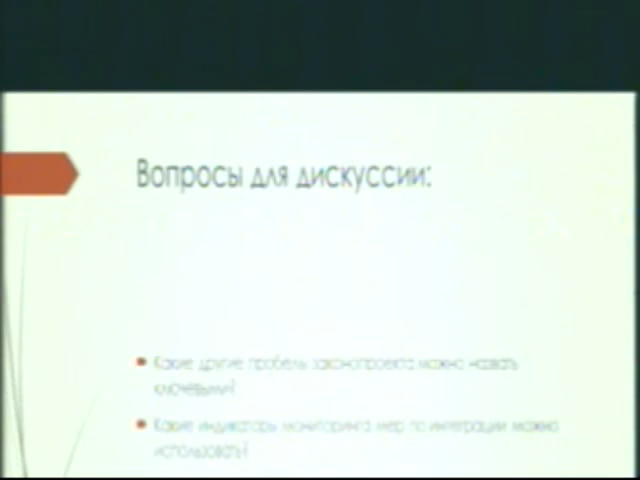 Вопросы для дискуссии:
Какие другие пробелы законопроекта можно назвать
ключевыми?
Какие индикаторы мониторинга мер по интеграции можно
использовать?